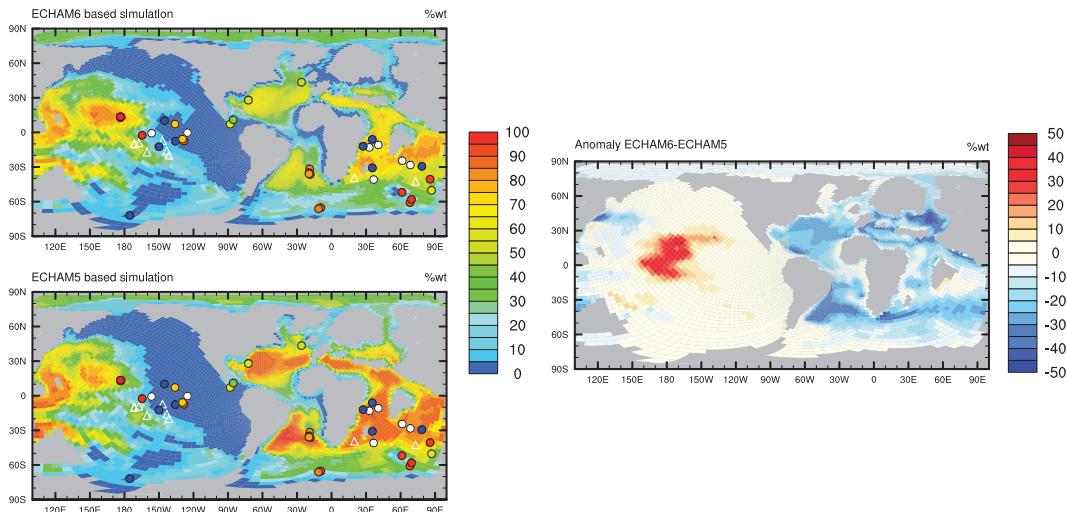 ECHAM6 based simulation %wt
90N
60N
30N
0
30S
60S
90S
120E 150E 180 150W 120W 90W 60W 30W 0 30E 60E 90E
ECHAM5 based simulation %wt
90N
60N
30N
0
30S
60S
90S
120E 150E 180 150W 120W 90W 60W 30W 0 30E 60E 90E
100
90
80
70
60
50
40
30
20
10
0
Anomaly ECHAM6-ECHAM5 %wt
90N
60N
30N
0
30S
60S
90S
120E 150E 180 150W 120W 90W 60W 30W 0 30E 60E 90E
50
40
30
20
10
0
-10
-20
-30
-40
-50